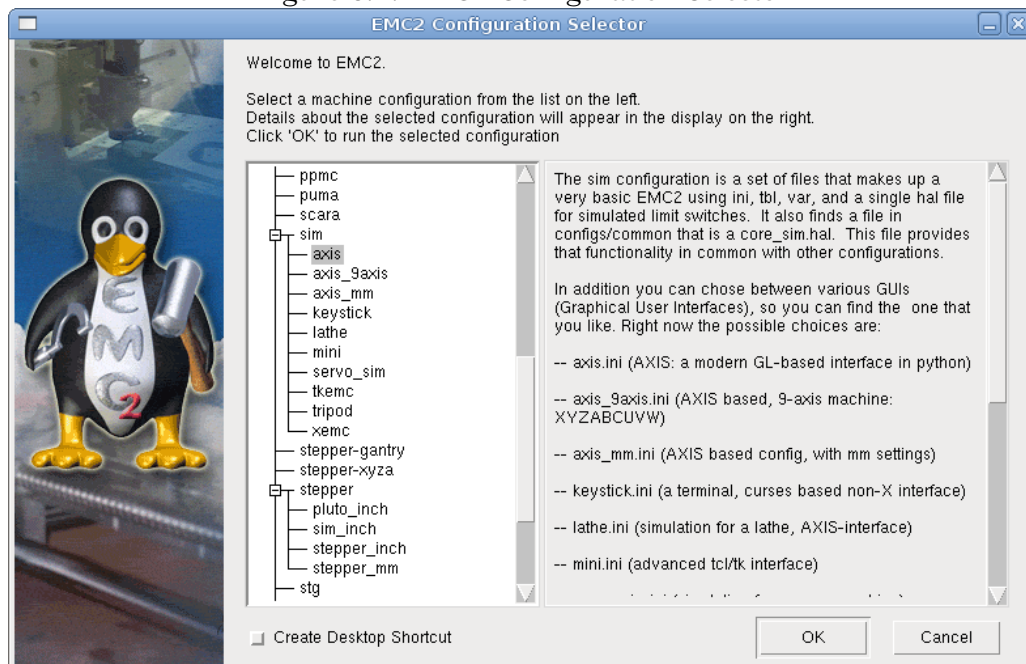 EMC2 Configuration Selector
Welcome to EMC2.
Select a machine configuration from the list on the left.
Details about the selected configuration will appear in the display on the right.
Click 'OK' to run the selected configuration
ppmc
puma
scara
sim
axis
axis_9axis
axis_mm
keystick
lathe
mini
servo_sim
tkemc
tripod
xemc
stepper-gantry
stepper-xyza
stepper
pluto_inch
sim_inch
stepper_inch
stepper_mm
stg
The sim configuration is a set of files that makes up a
very basic EMC2 using ini, tbl, var, and a single hal file
for simulated limit switches.  It also finds a file in
configs/common that is a core_sim.hal.  This file provides
that functionality in common with other configurations.
In addition you can chose between various GUIs
(Graphical User Interfaces), so you can find the  one that
you like. Right now the possible choices are:
-- axis.ini (AXIS: a modern GL-based interface in python)
-- axis_9axis.ini (AXIS based, 9-axis machine:
XYZABCUVW)
-- axis_mm.ini (AXIS based config, with mm settings)
-- keystick.ini (a terminal, curses based non-X interface)
-- lathe.ini (simulation for a lathe, AXIS-interface)
-- mini.ini (advanced tcl/tk interface)
EMC2
Create Desktop Shortcut
OK
Cancel